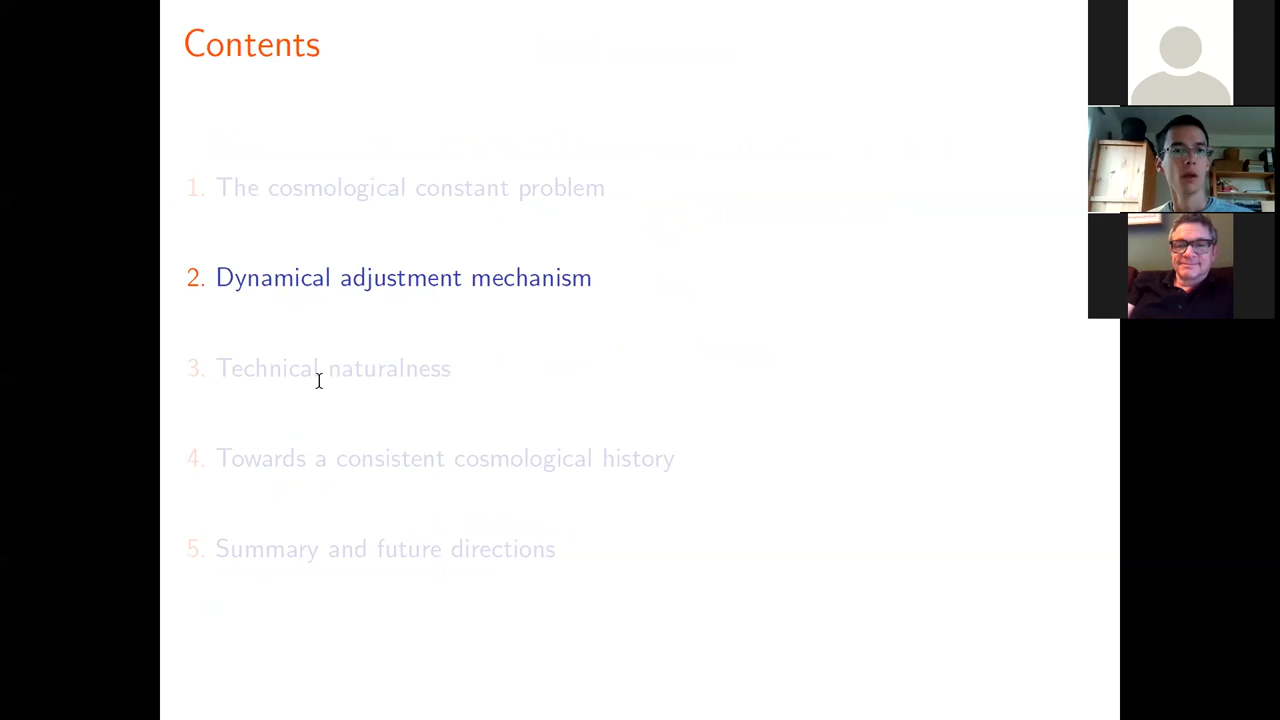 Contents
1. The cosmological constant problem
2. Dynamical adjustment mechanism
3. Technical naturalness
4. Towards a consistent cosmological history
5. Summary and future directions